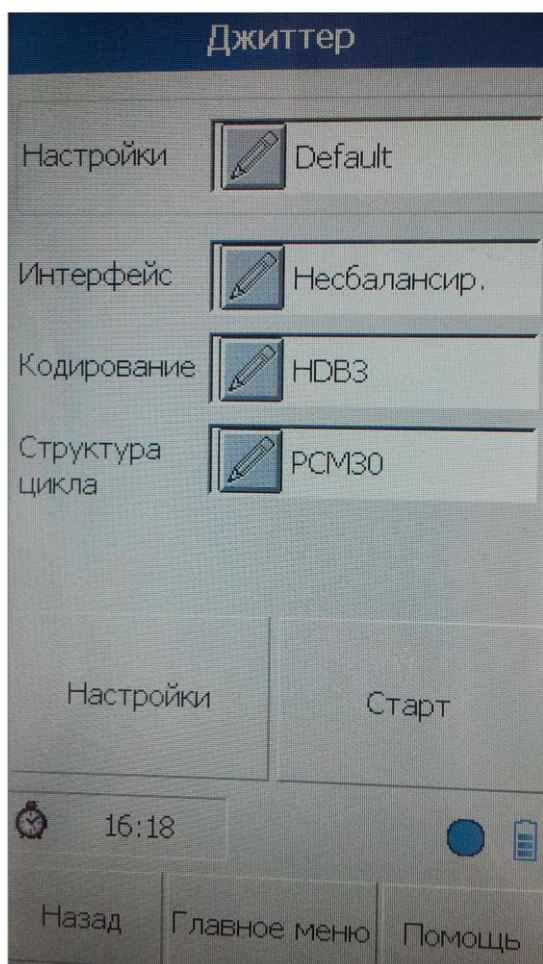 Джиттер
Настройки Default
Интерфейс Несбалансир.
Кодирование HDB3
Структура цикла PCM30
Настройки Старт
16:18
Назад Главное меню Помощь